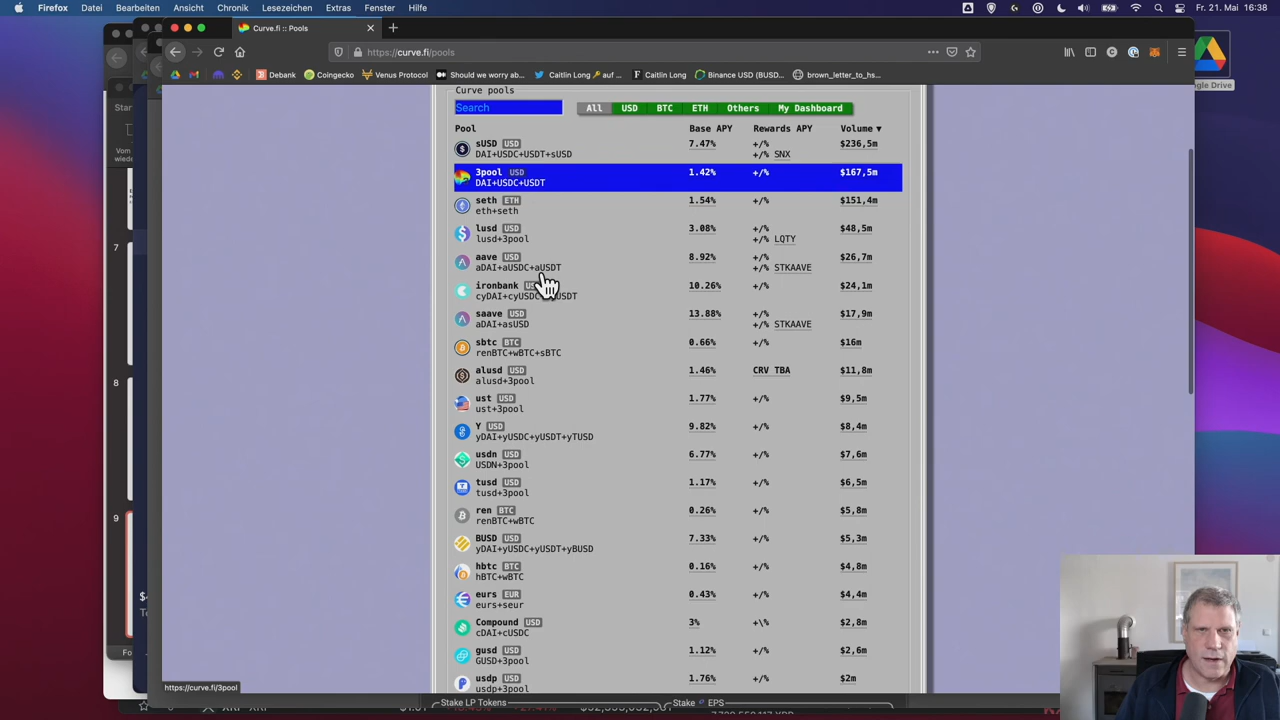 Firefox Datei Bearbeiten Ansicht Chronik Lesezeichen Extras Fenster Hilfe Fr. 21. Mai 16:38
Curve.fi :: Pools
https://curve.fi/pools
Debank Coingecko Venus Protocol Should we worry ab... Caitlin Long 🔑 auf ... Caitlin Long Binance USD (BUSD... brown_letter_to_hs...
Curve pools
Search All USD BTC ETH Others My Dashboard
Pool Base APY Rewards APY Volume ▼
sUSD USD 7.47% +/% $236,5m
DAI+USDC+USDT+sUSD +/% SNX
3pool USD 1.42% +/% $167,5m
DAI+USDC+USDT
seth ETH 1.54% +/% $151,4m
eth+seth
lusd USD 3.08% +/% $48,5m
lusd+3pool +/% LQTY
aave USD 8.92% +/% $26,7m
aDAI+aUSDC+aUSDT +/% STKAAVE
ironbank 10.26% +/% $24,1m
saave USD 13.88% +/% $17,9m
aDAI+asUSD +/% STKAAVE
sbtc BTC 0.66% +/% $16m
renBTC+wBTC+sBTC
alusd USD 1.46% CRV TBA $11,8m
alusd+3pool
ust USD 1.77% +/% $9,5m
ust+3pool
Y USD 9.82% +/% $8,4m
yDAI+yUSDC+yUSDT+yTUSD
usdn USD 6.77% +/% $7,6m
USDN+3pool
tusd USD 1.17% +/% $6,5m
tusd+3pool
ren BTC 0.26% +/% $5,8m
renBTC+wBTC
BUSD USD 7.33% +/% $5,3m
yDAI+yUSDC+yUSDT+yBUSD
hbtc BTC 0.16% +/% $4,8m
hBTC+wBTC
eurs EUR 0.43% +/% $4,4m
eurs+seur
Compound USD 3% +\% $2,8m
cDAI+cUSDC
gusd USD 1.12% +/% $2,6m
GUSD+3pool
usdp USD 1.76% +/% $2m
usdp+3pool
https://curve.fi/3pool
Stake LP Tokens Stake EPS
7
8
9